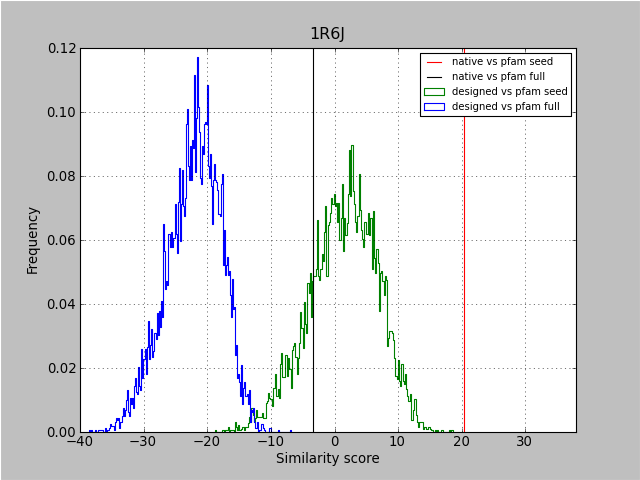 1R6J
0.12
0.10
0.08
0.06
0.04
0.02
0.00
Frequency
native vs pfam seed
native vs pfam full
designed vs pfam seed
designed vs pfam full
−40 −30 −20 −10 0 10 20 30
Similarity score